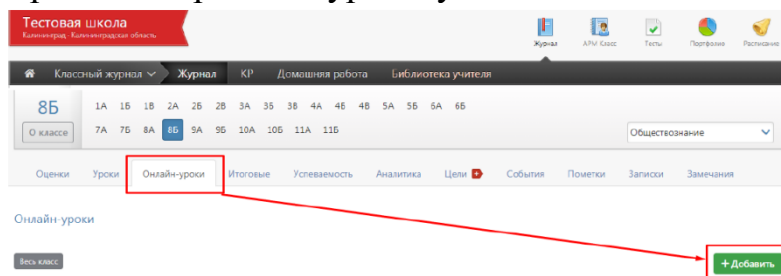 Тестовая школа
Калининград - Калининградская область
Журнал АРМ Класс Тесты Портфолио Расписание
Классный журнал Журнал КР Домашняя работа Библиотека учителя
8Б 1А 1Б 1В 2А 2Б 2В 3А 3Б 3В 4А 4Б 4В 5А 5Б 6А 6Б
О классе 7А 7Б 8А 8Б 9А 9Б 10А 10Б 11А 11Б Обществознание
Оценки Уроки Онлайн-уроки Итоговые Успеваемость Аналитика Цели События Пометки Записки Замечания
Онлайн-уроки
Весь класс + Добавить